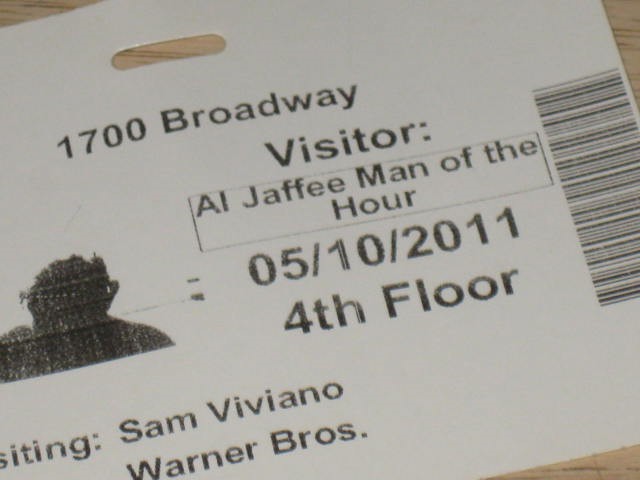 1700 Broadway
Visitor:
Al Jaffee Man of the
Hour
05/10/2011
4th Floor
siting: Sam Viviano
Warner Bros.